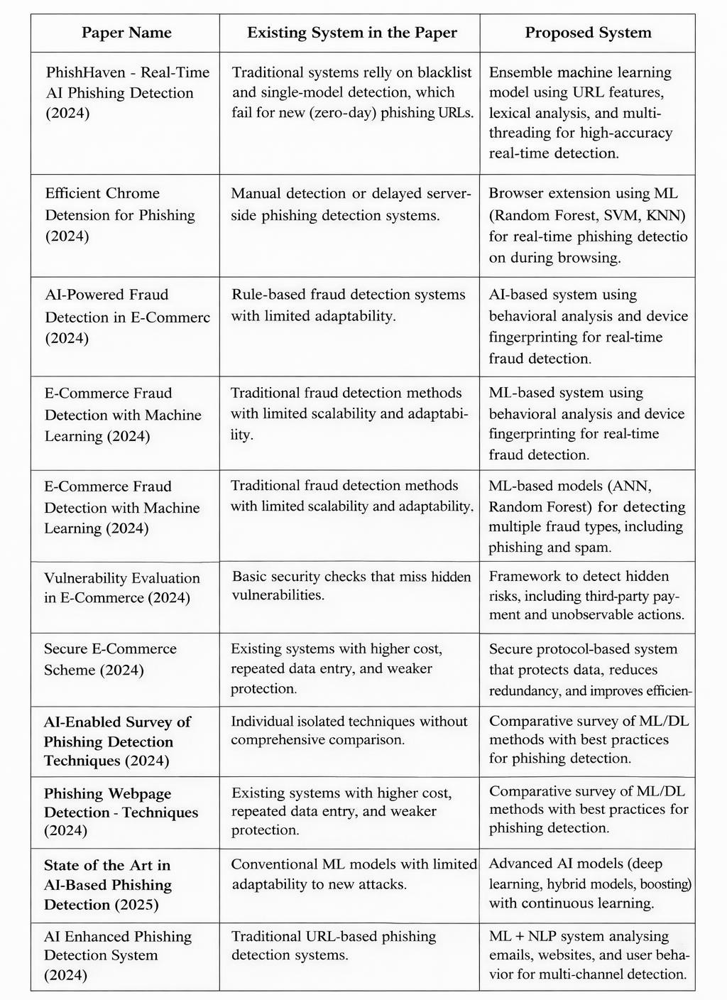 Paper Name
Existing System in the Paper
Proposed System
PhishHaven - Real-Time
AI Phishing Detection
(2024)
Traditional systems rely on blacklist
and single-model detection, which
fail for new (zero-day) phishing URLs.
Ensemble machine learning
model using URL features,
lexical analysis, and multi-
threading for high-accuracy
real-time detection.
Efficient Chrome
Detension for Phishing
(2024)
Manual detection or delayed server-
side phishing detection systems.
Browser extension using ML
(Random Forest, SVM, KNN)
for real-time phishing detectio
on during browsing.
AI-Powered Fraud
Detection in E-Commerc
(2024)
Rule-based fraud detection systems
with limited adaptability.
AI-based system using
behavioral analysis and device
fingerprinting for real-time
fraud detection.
E-Commerce Fraud
Detection with Machine
Learning (2024)
Traditional fraud detection methods
with limited scalability and adaptabi-
lity.
ML-based system using
behavioral analysis and device
fingerprinting for real-time
fraud detection.
E-Commerce Fraud
Detection with Machine
Learning (2024)
Traditional fraud detection methods
with limited scalability and adaptability.
ML-based models (ANN,
Random Forest) for detecting
multiple fraud types, including
phishing and spam.
Vulnerability Evaluation
in E-Commerce (2024)
Basic security checks that miss hidden
vulnerabilities.
Framework to detect hidden
risks, including third-party pay-
ment and unobservable actions.
Secure E-Commerce
Scheme (2024)
Existing systems with higher cost,
repeated data entry, and weaker
protection.
Secure protocol-based system
that protects data, reduces
redundancy, and improves efficien-
AI-Enabled Survey of
Phishing Detection
Techniques (2024)
Individual isolated techniques without
comprehensive comparison.
Comparative survey of ML/DL
methods with best practices
for phishing detection.
Phishing Webpage
Detection - Techniques
(2024)
Existing systems with higher cost,
repeated data entry, and weaker
protection.
Comparative survey of ML/DL
methods with best practices for
phishing detection.
State of the Art in
AI-Based Phishing
Detection (2025)
Conventional ML models with limited
adaptability to new attacks.
Advanced AI models (deep
learning, hybrid models, boosting)
with continuous learning.
AI Enhanced Phishing
Detection System
(2024)
Traditional URL-based phishing
detection systems.
ML + NLP system analysing
emails, websites, and user beha-
vior for multi-channel detection.